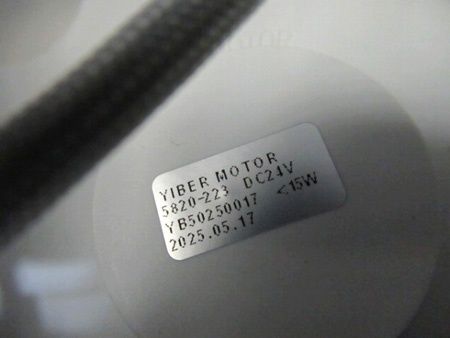 YIBER MOTOR
5820-223 DC24V
YB50250017 <15W
2025.05.17